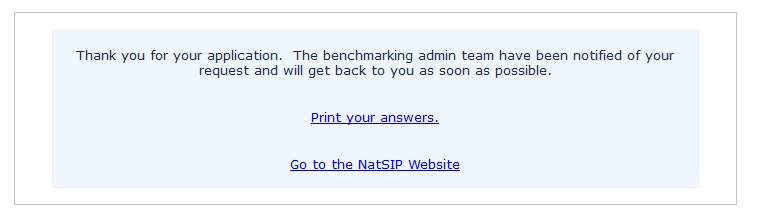 Thank you for your application.  The benchmarking admin team have been notified of your
request and will get back to you as soon as possible.
Print your answers.
Go to the NatSIP Website